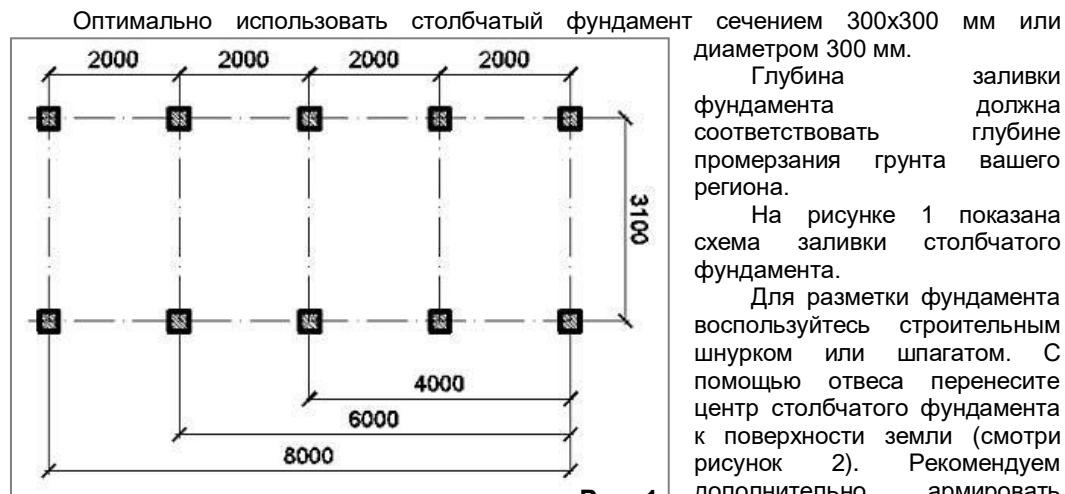 Оптимально использовать столбчатый фундамент сечением 300х300 мм или
диаметром 300 мм.
Глубина заливки
фундамента должна
соответствовать глубине
промерзания грунта вашего
региона.
На рисунке 1 показана
схема заливки столбчатого
фундамента.
Для разметки фундамента
воспользуйтесь строительным
шнурком или шпагатом. С
помощью отвеса перенесите
центр столбчатого фундамента
к поверхности земли (смотри
рисунок 2). Рекомендуем
дополнительно армировать
2000 2000 2000 2000
3100
4000
6000
8000